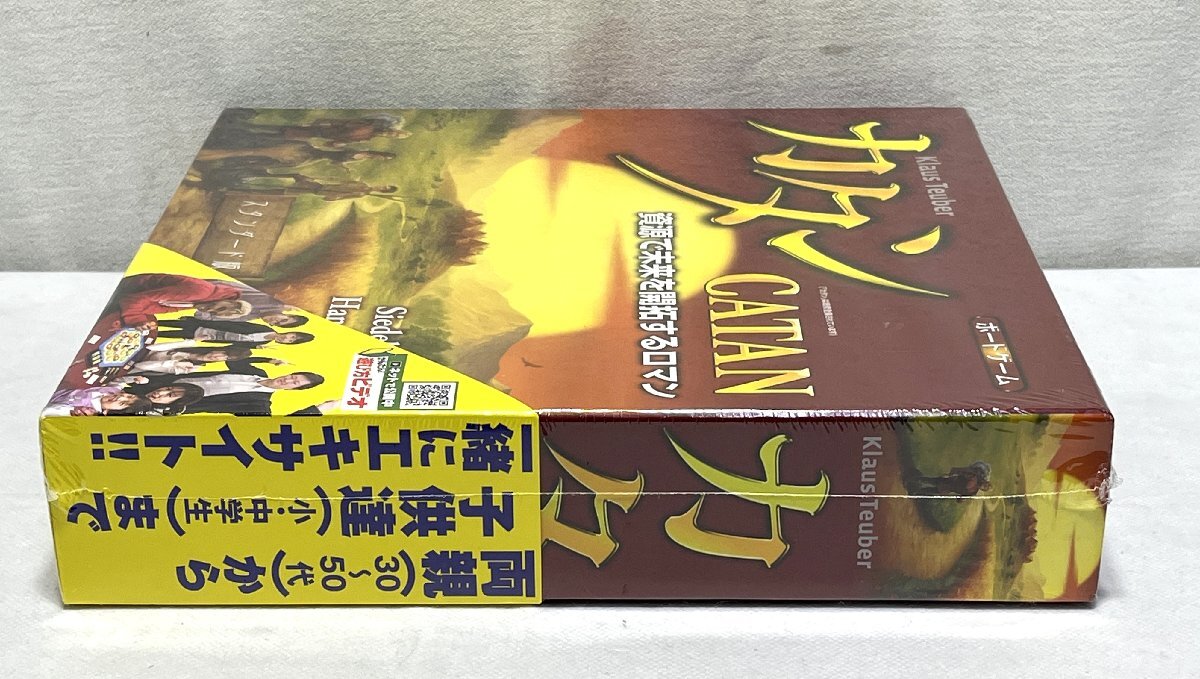 ボードゲーム
Klaus Teuber
カタン
CATAN
資源で未来を開拓するロマン
スタンダード版
Siede
Han
遊び方ビデオ
Klaus Teuber
カタ
両親(30〜50代)から
子供達(小・中学生)まで
一緒にエキサイト!!